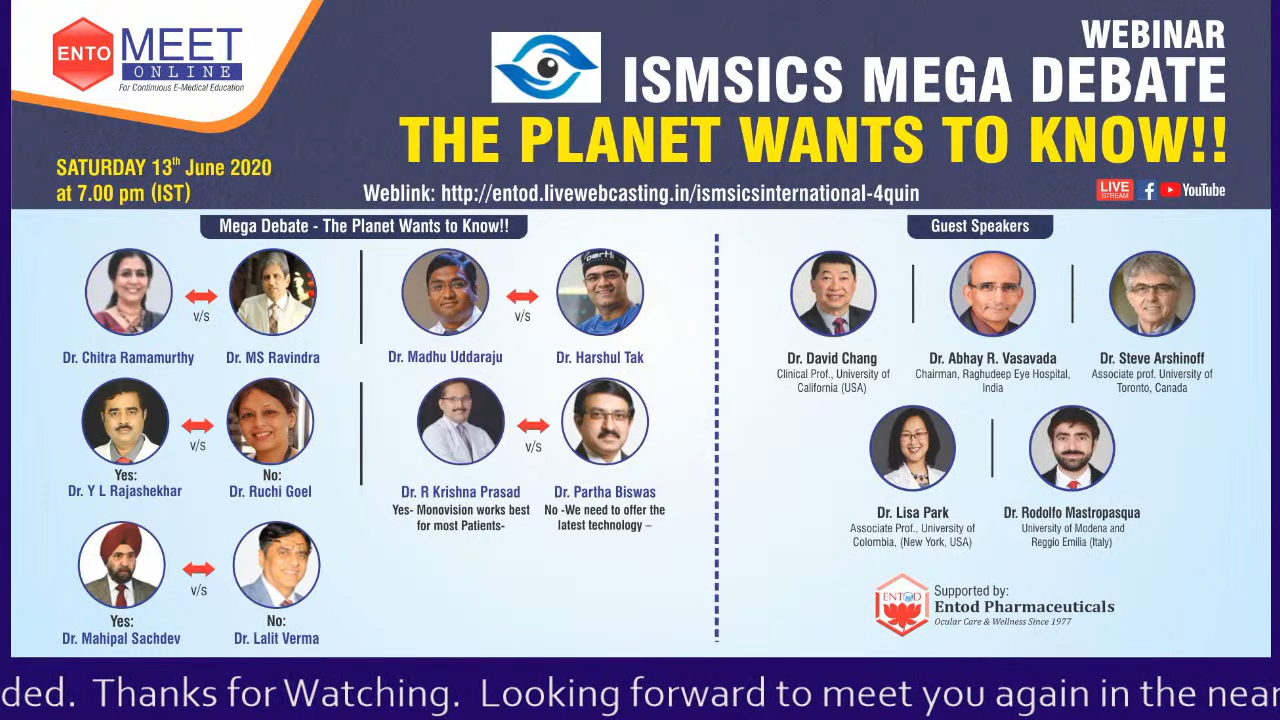 ENTO MEET
ONLINE
For Continuous E-Medical Education
WEBINAR
ISMSICS MEGA DEBATE
THE PLANET WANTS TO KNOW!!
SATURDAY 13th June 2020
at 7.00 pm (IST)
Weblink: http://entod.livewebcasting.in/ismsicsinternational-4quin
LIVE
STREAM
YouTube
Mega Debate - The Planet Wants to Know!!
v/s
v/s
Dr. Chitra Ramamurthy
Dr. MS Ravindra
Dr. Madhu Uddaraju
Dr. Harshul Tak
v/s
v/s
Yes:
Dr. Y L Rajashekhar
No:
Dr. Ruchi Goel
Dr. R Krishna Prasad
Yes- Monovision works best
for most Patients-
Dr. Partha Biswas
No -We need to offer the
latest technology –
v/s
Yes:
Dr. Mahipal Sachdev
No:
Dr. Lalit Verma
Guest Speakers
Dr. David Chang
Clinical Prof., University of
California (USA)
Dr. Abhay R. Vasavada
Chairman, Raghudeep Eye Hospital,
India
Dr. Steve Arshinoff
Associate prof. University of
Toronto, Canada
Dr. Lisa Park
Associate Prof., University of
Colombia, (New York, USA)
Dr. Rodolfo Mastropasqua
University of Modena and
Reggio Emilia (Italy)
ENTOD
Supported by:
Entod Pharmaceuticals
Ocular Care & Wellness Since 1977
ded. Thanks for Watching. Looking forward to meet you again in the near